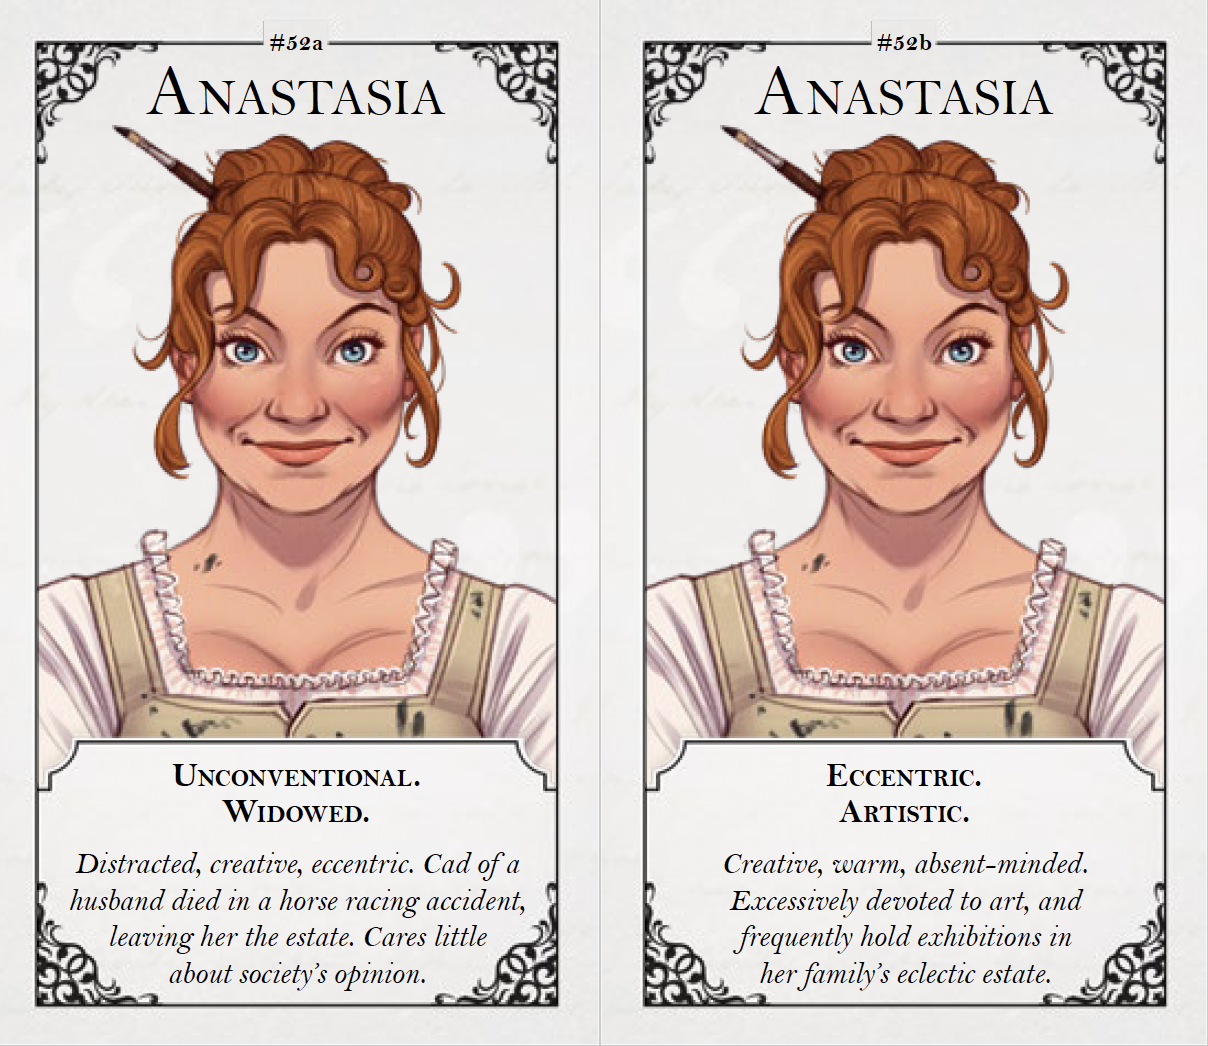 #52a
ANASTASIA
UNCONVENTIONAL.
WIDOWED.
Distracted, creative, eccentric. Cad of a
husband died in a horse racing accident,
leaving her the estate. Cares little
about society's opinion.
#52b
ANASTASIA
ECCENTRIC.
ARTISTIC.
Creative, warm, absent-minded.
Excessively devoted to art, and
frequently hold exhibitions in
her family's eclectic estate.